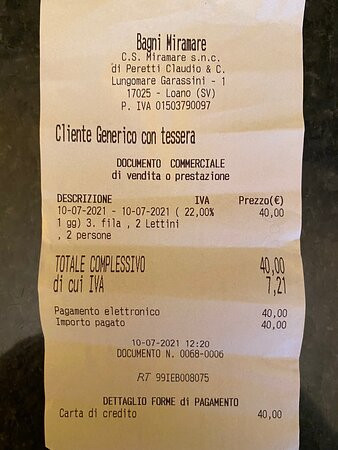 Bagni Miramare
C.S. Miramare s.n.c.
di Peretti Claudio & C.
Lungomare Garassini - 1
17025 - Loano (SV)
P. IVA 01503790097
Cliente Generico con tessera
DOCUMENTO COMMERCIALE
di vendita o prestazione
DESCRIZIONE IVA Prezzo(€)
10-07-2021 - 10-07-2021 ( 22,00% 40,00
1 gg) 3. fila , 2 Lettini
, 2 persone
TOTALE COMPLESSIVO 40,00
di cui IVA 7,21
Pagamento elettronico 40,00
Importo pagato 40,00
10-07-2021 12:20
DOCUMENTO N. 0068-0006
RT 99IEB008075
DETTAGLIO FORME di PAGAMENTO
Carta di credito 40,00